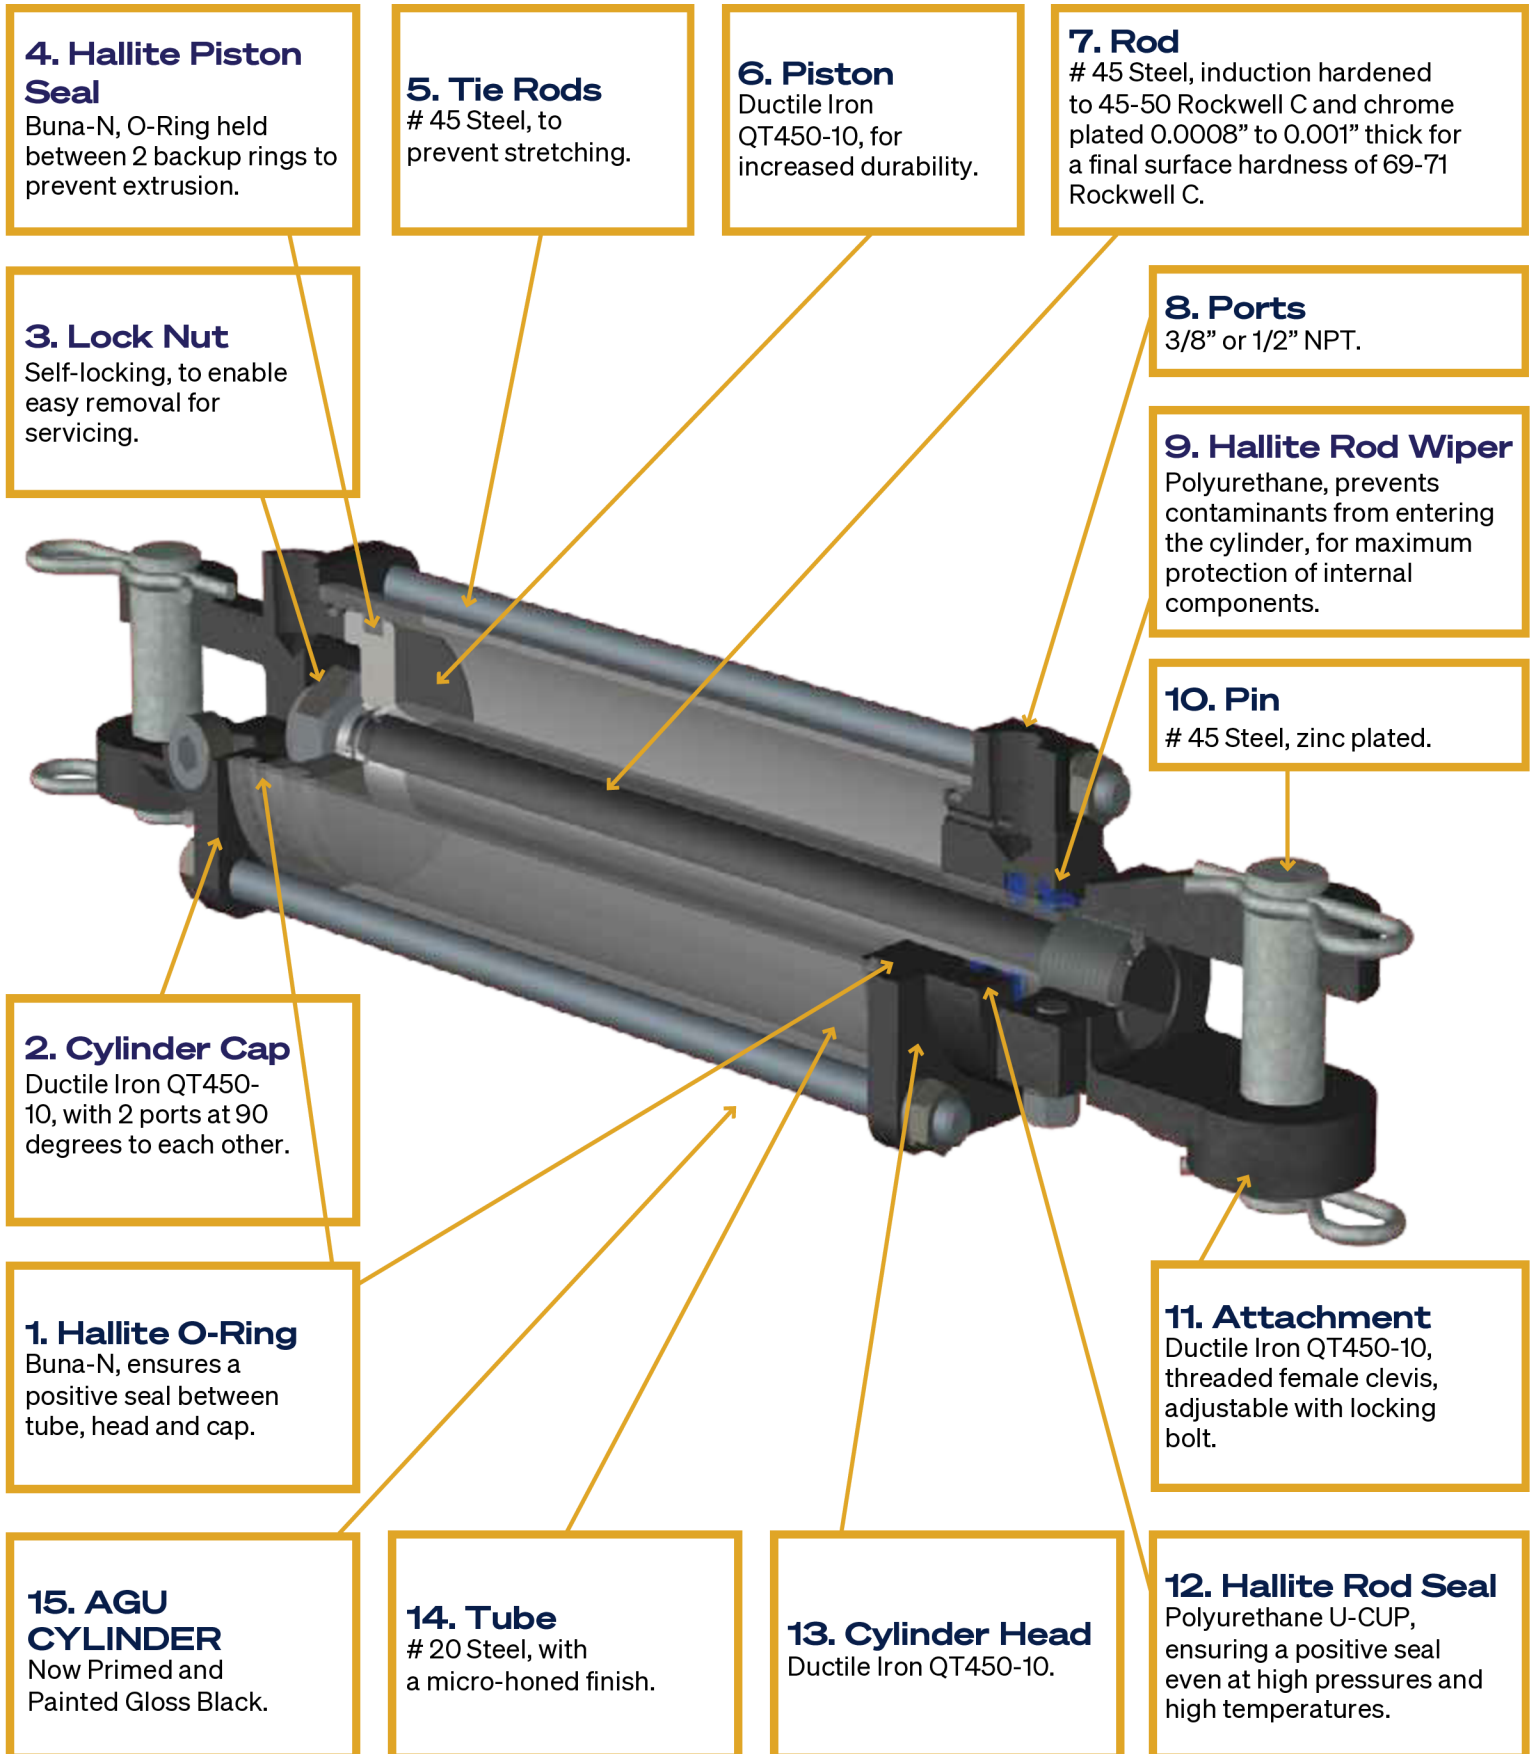 4. Hallite Piston
Seal
Buna-N, O-Ring held
between 2 backup rings to
prevent extrusion.
5. Tie Rods
# 45 Steel, to
prevent stretching.
6. Piston
Ductile Iron
QT450-10, for
increased durability.
7. Rod
# 45 Steel, induction hardened
to 45-50 Rockwell C and chrome
plated 0.0008” to 0.001” thick for
a final surface hardness of 69-71
Rockwell C.
3. Lock Nut
Self-locking, to enable
easy removal for
servicing.
8. Ports
3/8” or 1/2” NPT.
9. Hallite Rod Wiper
Polyurethane, prevents
contaminants from entering
the cylinder, for maximum
protection of internal
components.
10. Pin
# 45 Steel, zinc plated.
2. Cylinder Cap
Ductile Iron QT450-
10, with 2 ports at 90
degrees to each other.
1. Hallite O-Ring
Buna-N, ensures a
positive seal between
tube, head and cap.
11. Attachment
Ductile Iron QT450-10,
threaded female clevis,
adjustable with locking
bolt.
15. AGU
CYLINDER
Now Primed and
Painted Gloss Black.
14. Tube
# 20 Steel, with
a micro-honed finish.
13. Cylinder Head
Ductile Iron QT450-10.
12. Hallite Rod Seal
Polyurethane U-CUP,
ensuring a positive seal
even at high pressures and
high temperatures.